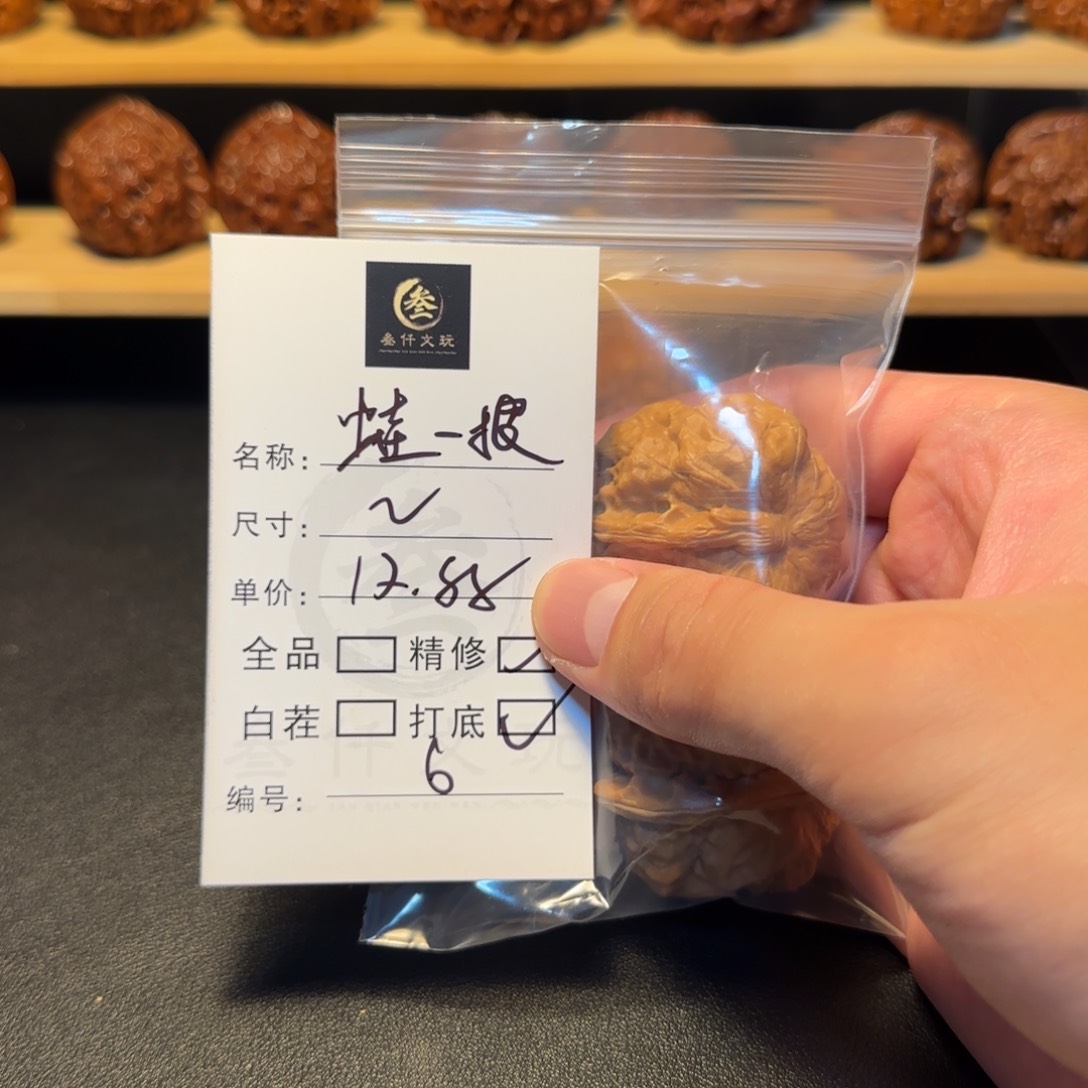 叁
叁仟文玩
名称: 蛙一
尺寸: ~
单价: 12.88
全品 精修
白茬 打底
编号: 6